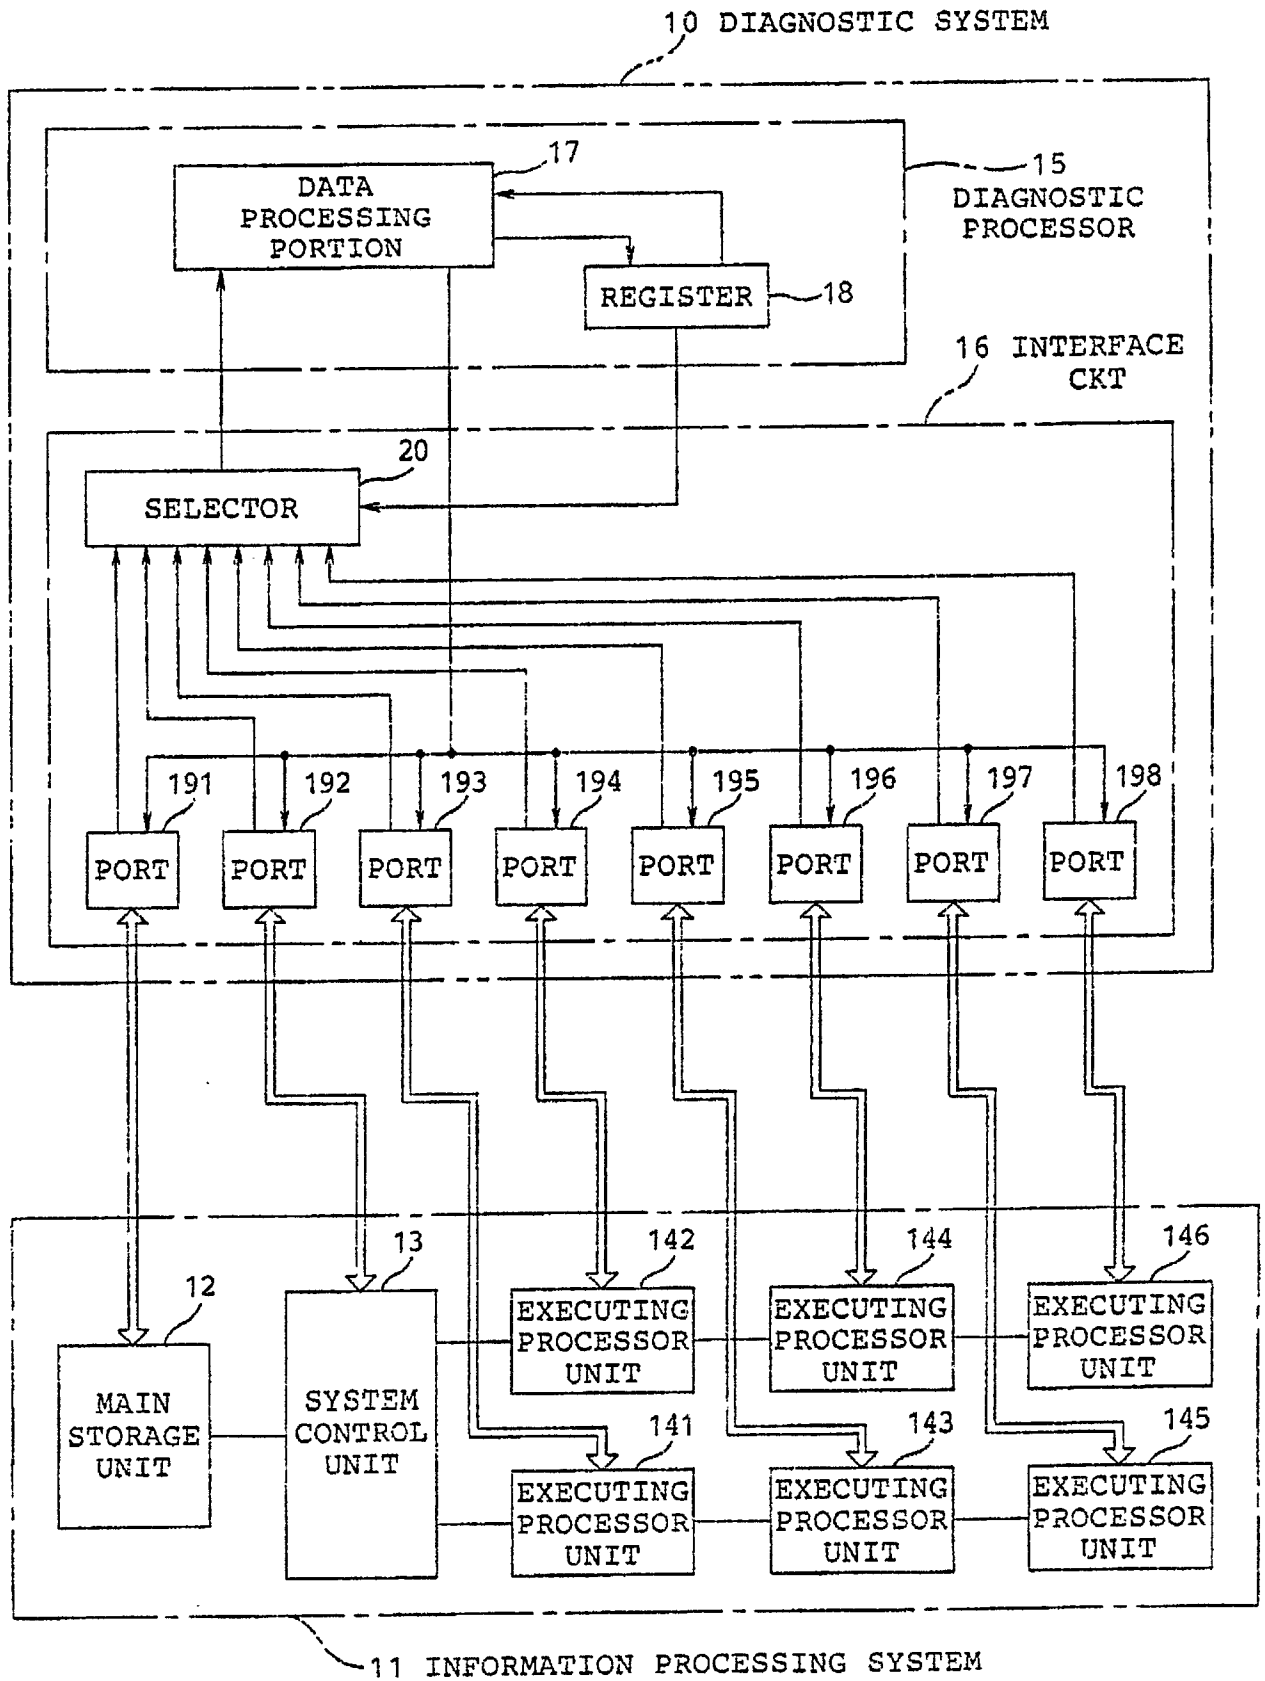 10 DIAGNOSTIC SYSTEM
17
DATA
PROCESSING
PORTION
15
DIAGNOSTIC
PROCESSOR
REGISTER
18
16 INTERFACE
CKT
20
SELECTOR
191
192
193
194
195
196
197
198
PORT
PORT
PORT
PORT
PORT
PORT
PORT
PORT
12
MAIN
STORAGE
UNIT
13
SYSTEM
CONTROL
UNIT
142
EXECUTING
PROCESSOR
UNIT
144
EXECUTING
PROCESSOR
UNIT
146
EXECUTING
PROCESSOR
UNIT
141
EXECUTING
PROCESSOR
UNIT
143
EXECUTING
PROCESSOR
UNIT
145
EXECUTING
PROCESSOR
UNIT
11 INFORMATION PROCESSING SYSTEM